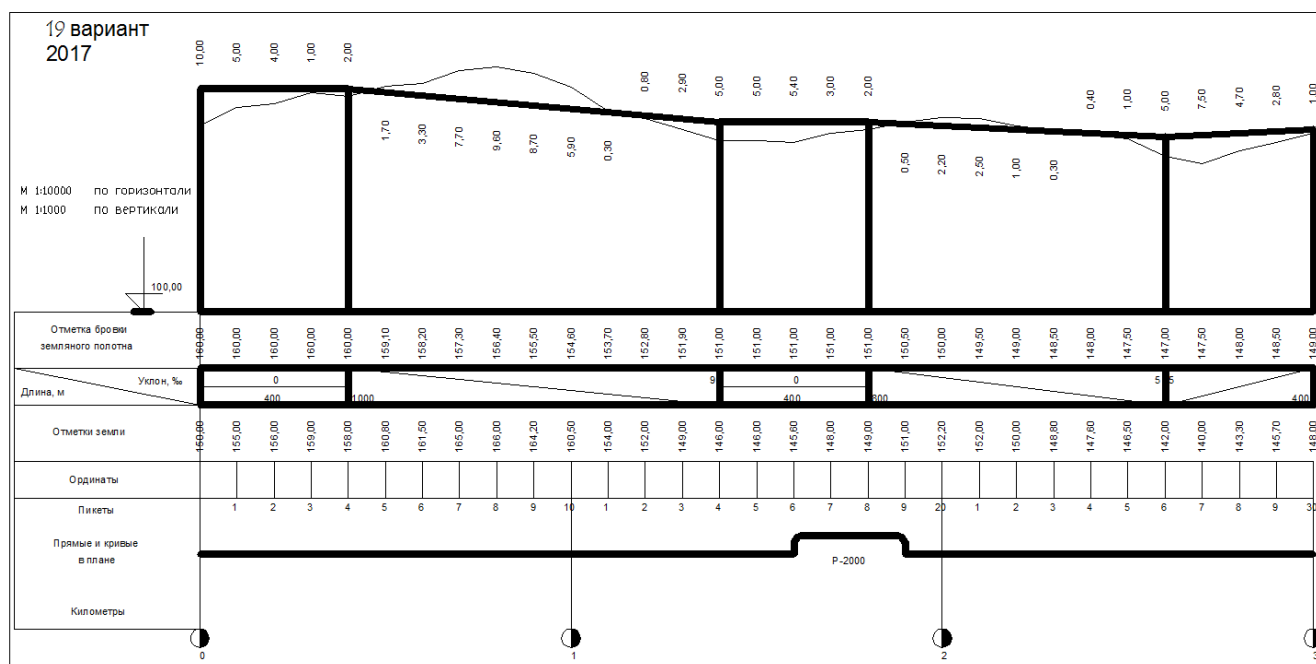 19 вариант
2017
10,00 5,00 4,00 1,00 2,00 0,80 2,90 5,00 5,00 5,40 3,00 2,00 0,40 1,00 5,00 7,50 4,70 2,80 1,00
1,70 3,30 7,70 9,60 8,70 5,90 0,30 0,50 2,20 2,50 1,00 0,30
М 1:10000 по горизонтали
М 1:1000 по вертикали
100,00
Отметка бровки
земляного полотна
160,00 160,00 160,00 160,00 160,00 159,10 158,20 157,30 156,40 155,50 154,60 153,70 152,80 151,90 151,00 151,00 151,00 151,00 151,00 150,50 150,00 149,50 149,00 148,50 148,00 147,50 147,00 147,50 148,00 148,50 149,00
Уклон, ‰ 0 9 0 5 5
Длина, м 400 1000 400 800 400
Отметки земли 150,00 155,00 156,00 159,00 158,00 160,80 161,50 165,00 166,00 164,20 160,50 154,00 152,00 149,00 146,00 146,00 145,60 148,00 149,00 151,00 152,20 152,00 150,00 148,80 147,60 146,50 142,00 140,00 143,30 145,70 148,00
Ординаты
Пикеты 1 2 3 4 5 6 7 8 9 10 1 2 3 4 5 6 7 8 9 20 1 2 3 4 5 6 7 8 9 30
Прямые и кривые
в плане
Р-2000
Километры
0 1 2 3